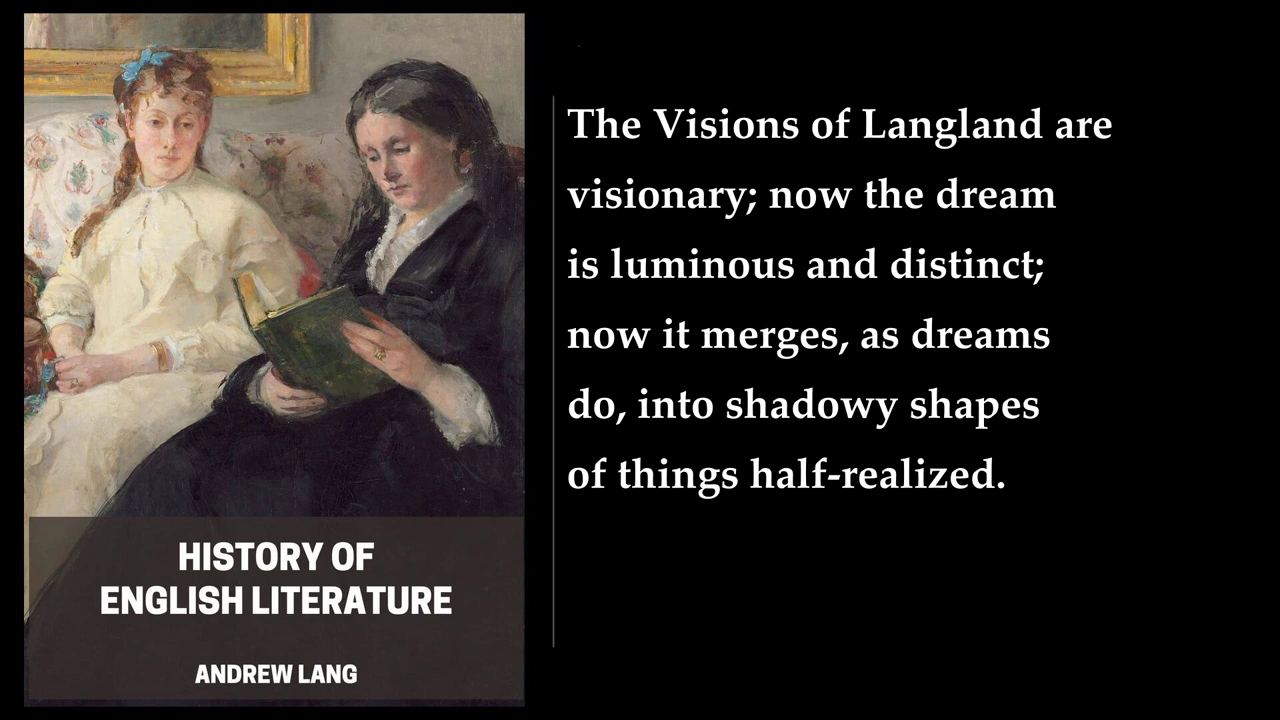 The Visions of Langland are
visionary; now the dream
is luminous and distinct;
now it merges, as dreams
do, into shadowy shapes
of things half-realized.
HISTORY OF
ENGLISH LITERATURE
ANDREW LANG